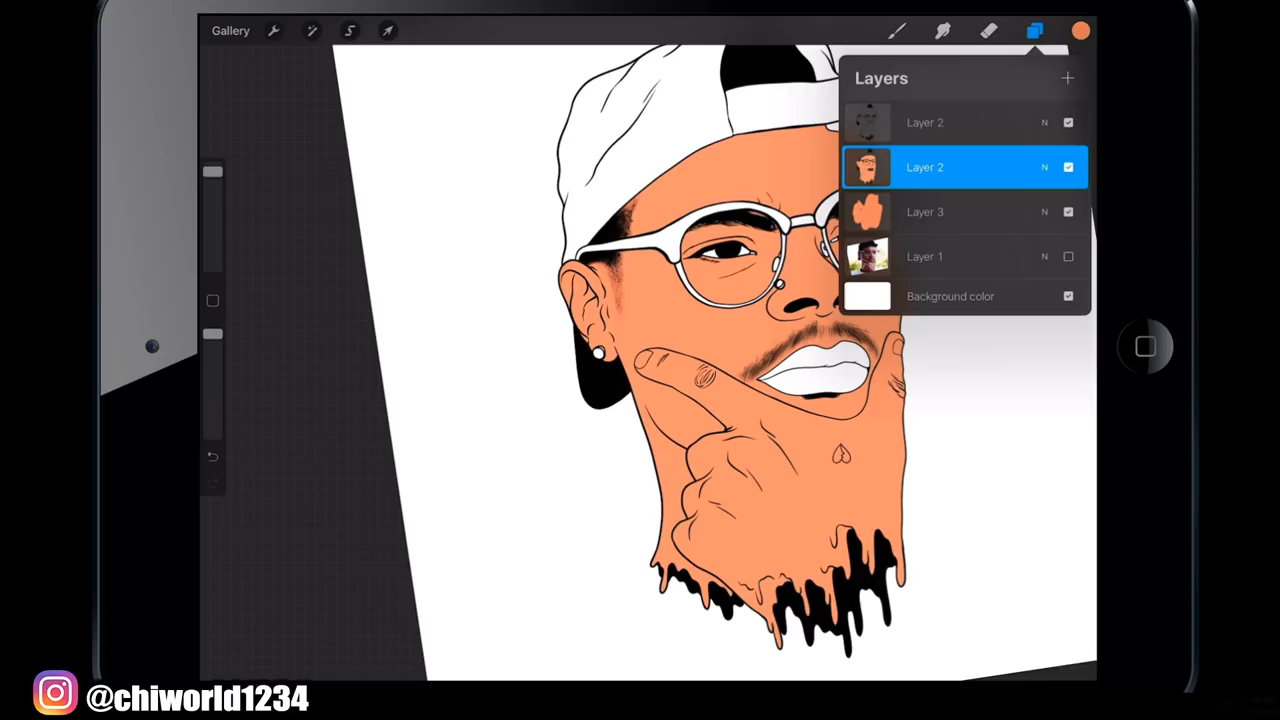 Gallery
Layers
Layer 2 N
Layer 2 N
Layer 3 N
Layer 1 N
Background color
@chiworld1234